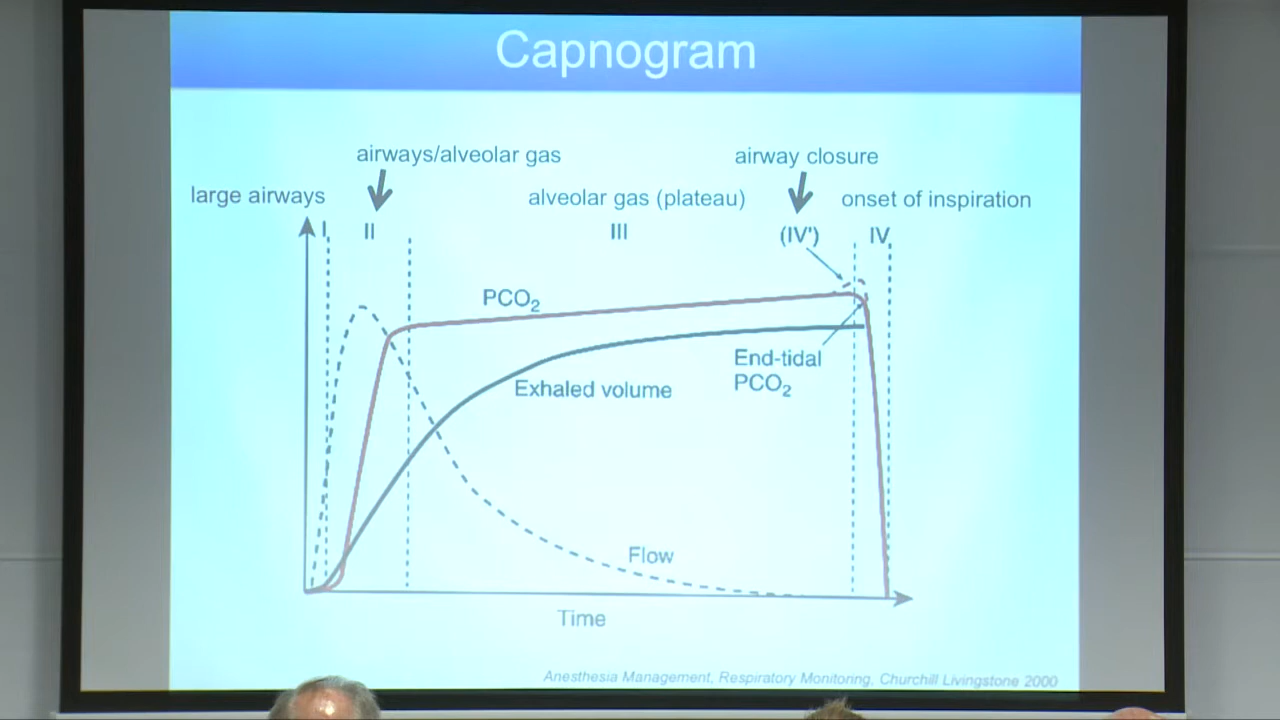 Capnogram
airways/alveolar gas
airway closure
large airways
alveolar gas (plateau)
onset of inspiration
I
II
III
(IV')
IV
PCO₂
End-tidal
PCO₂
Exhaled volume
Flow
Time
Anesthesia Management, Respiratory Monitoring, Churchill Livingstone 2000